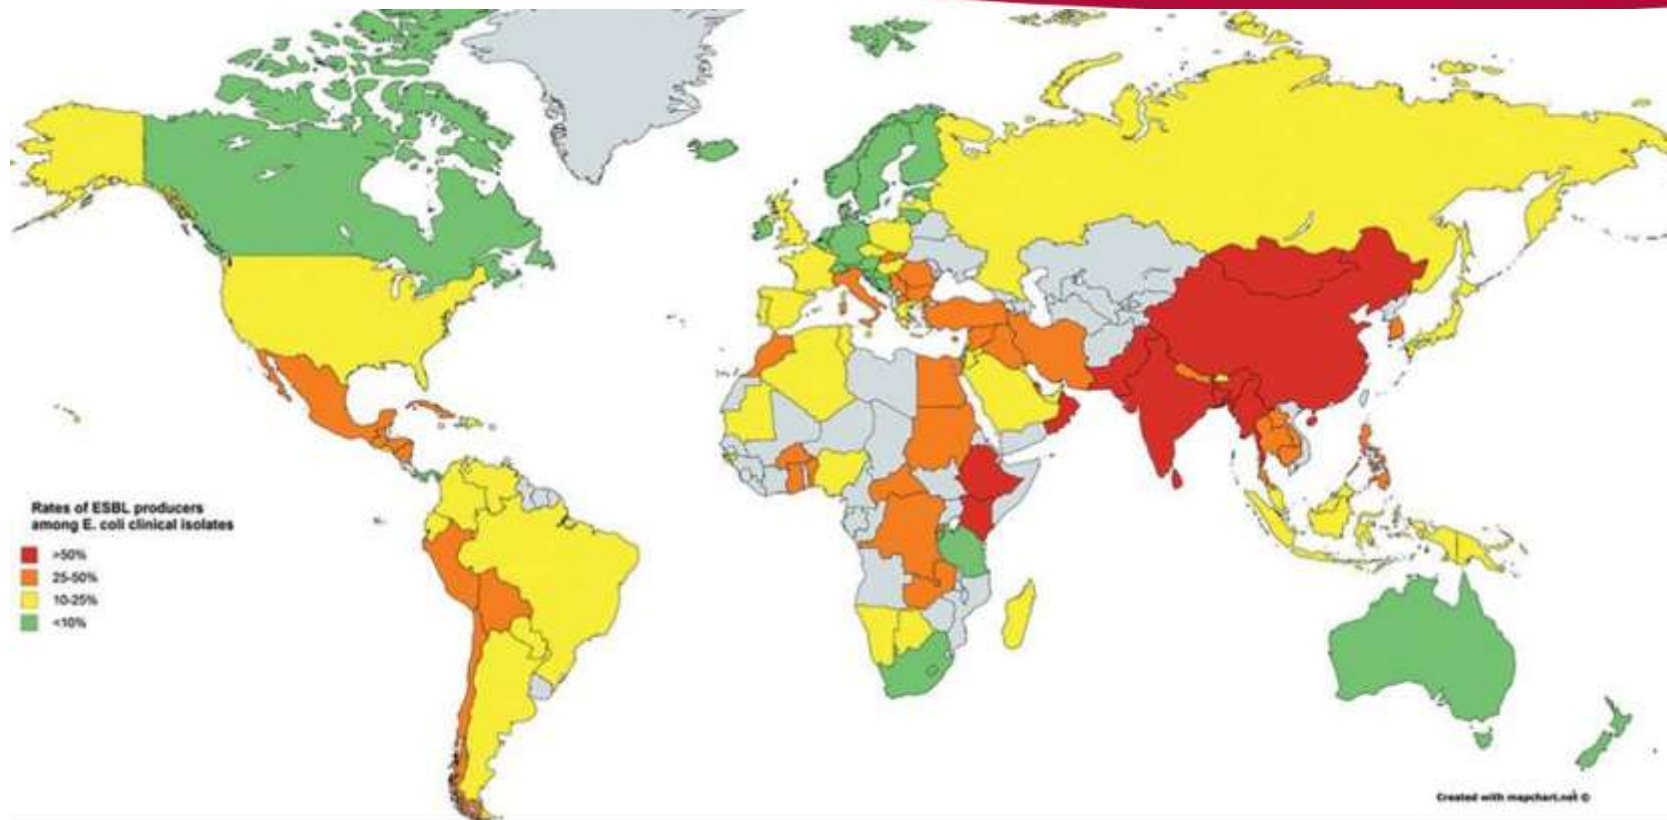 Rates of ESBL producers
among E. coli clinical isolates
>50%
25-50%
10-25%
<10%
Created with mapchart.net ©